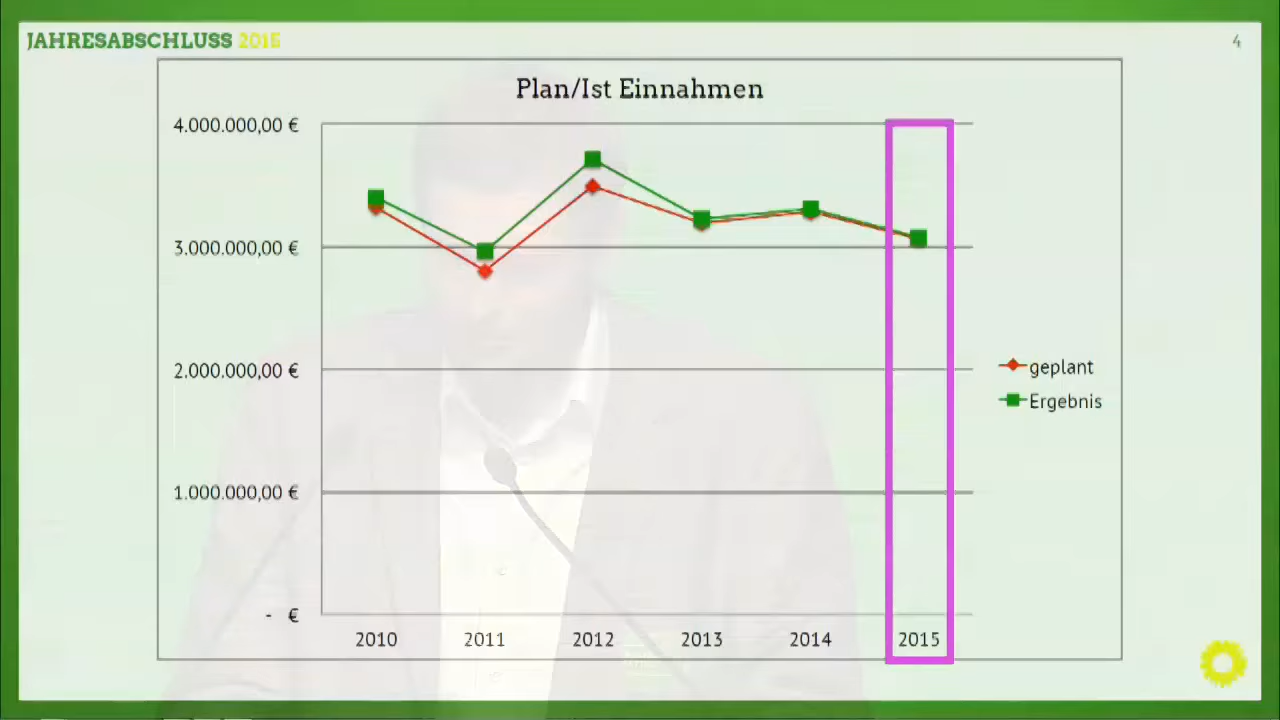 JAHRESABSCHLUSS 2015
4
Plan/Ist Einnahmen
4.000.000,00 €
3.000.000,00 €
2.000.000,00 €
1.000.000,00 €
- €
geplant
Ergebnis
2010 2011 2012 2013 2014 2015